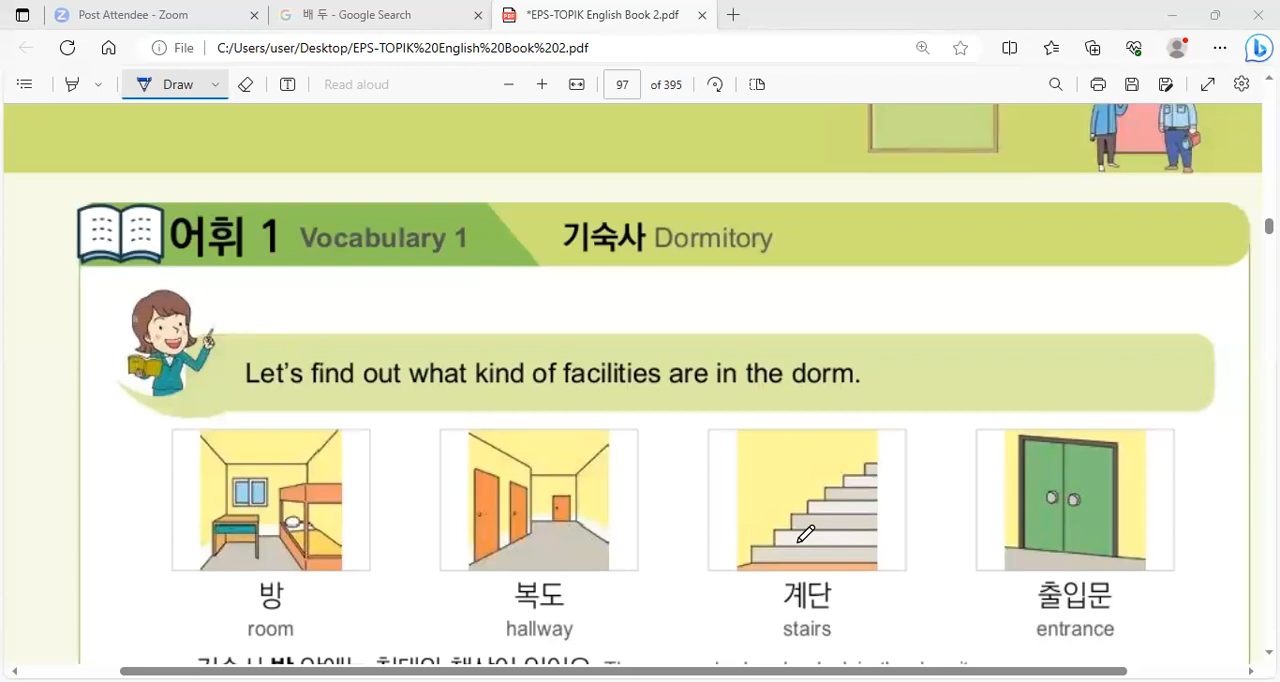 Post Attendee - Zoom
배 두 - Google Search
*EPS-TOPIK English Book 2.pdf
File
C:/Users/user/Desktop/EPS-TOPIK%20English%20Book%2.pdf
Draw
Read aloud
97
of 395
어휘 1 Vocabulary 1
기숙사 Dormitory
Let's find out what kind of facilities are in the dorm.
방
복도
계단
출입문
room
hallway
stairs
entrance